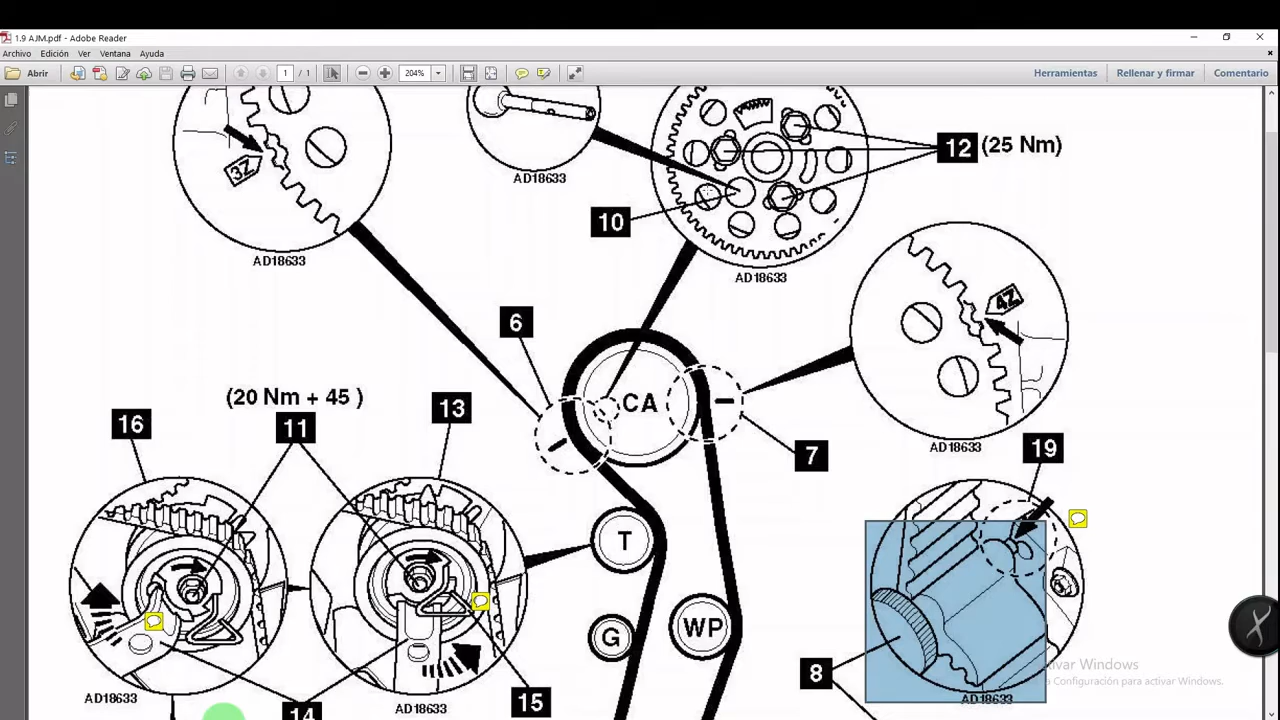 1.9 AJM.pdf - Adobe Reader
Archivo Edición Ver Ventana Ayuda
Abrir 1 / 1 204% Herramientas Rellenar y firmar Comentario
3Z
AD18633
AD18633
12 (25 Nm)
10
AD18633
4Z
AD18633
6
CA
7
(20 Nm + 45 )
16
11
13
19
T
G
WP
8
15
14
AD18633
AD18633
AD18633
ivar Windows
a Configuración para activar Windows.